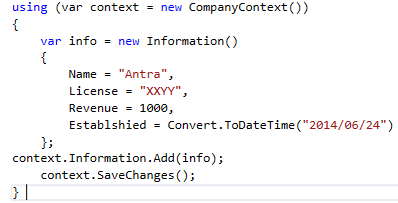 using (var context = new CompanyContext())
{
    var info = new Information()
    {
        Name = "Antra",
        License = "XXYY",
        Revenue = 1000,
        Establshied = Convert.ToDateTime("2014/06/24")
    };
context.Information.Add(info);
    context.SaveChanges();
}